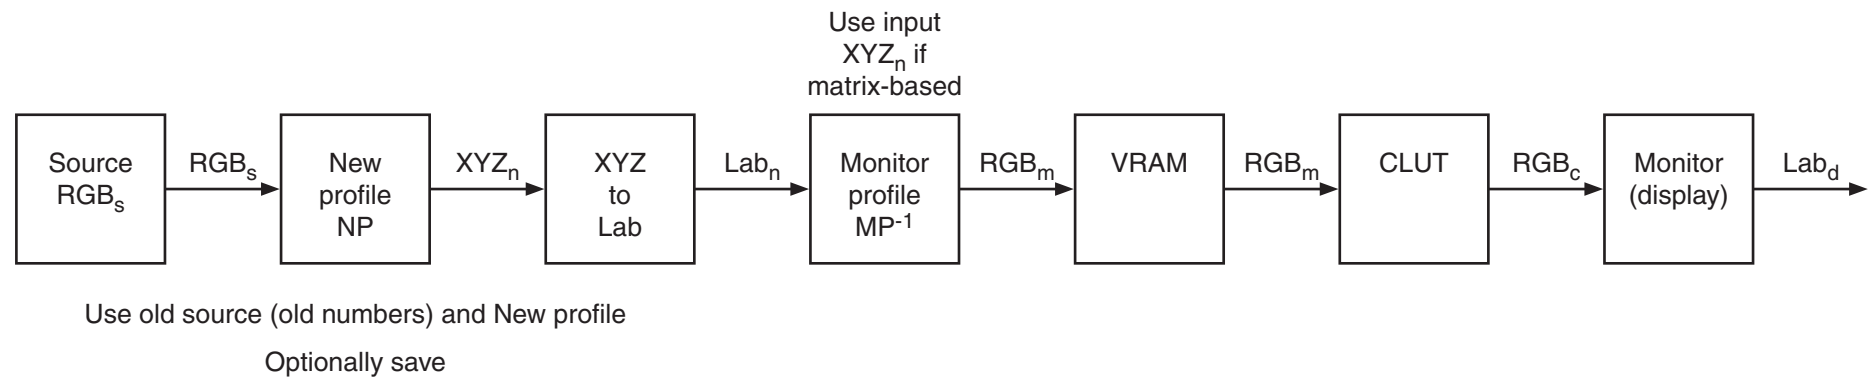 Use input
XYZn if
matrix-based
Source
RGBs
RGBs
New
profile
NP
XYZn
XYZ
to
Lab
Labn
Monitor
profile
MP-1
RGBm
VRAM
RGBm
CLUT
RGBc
Monitor
(display)
Labd
Use old source (old numbers) and New profile
Optionally save